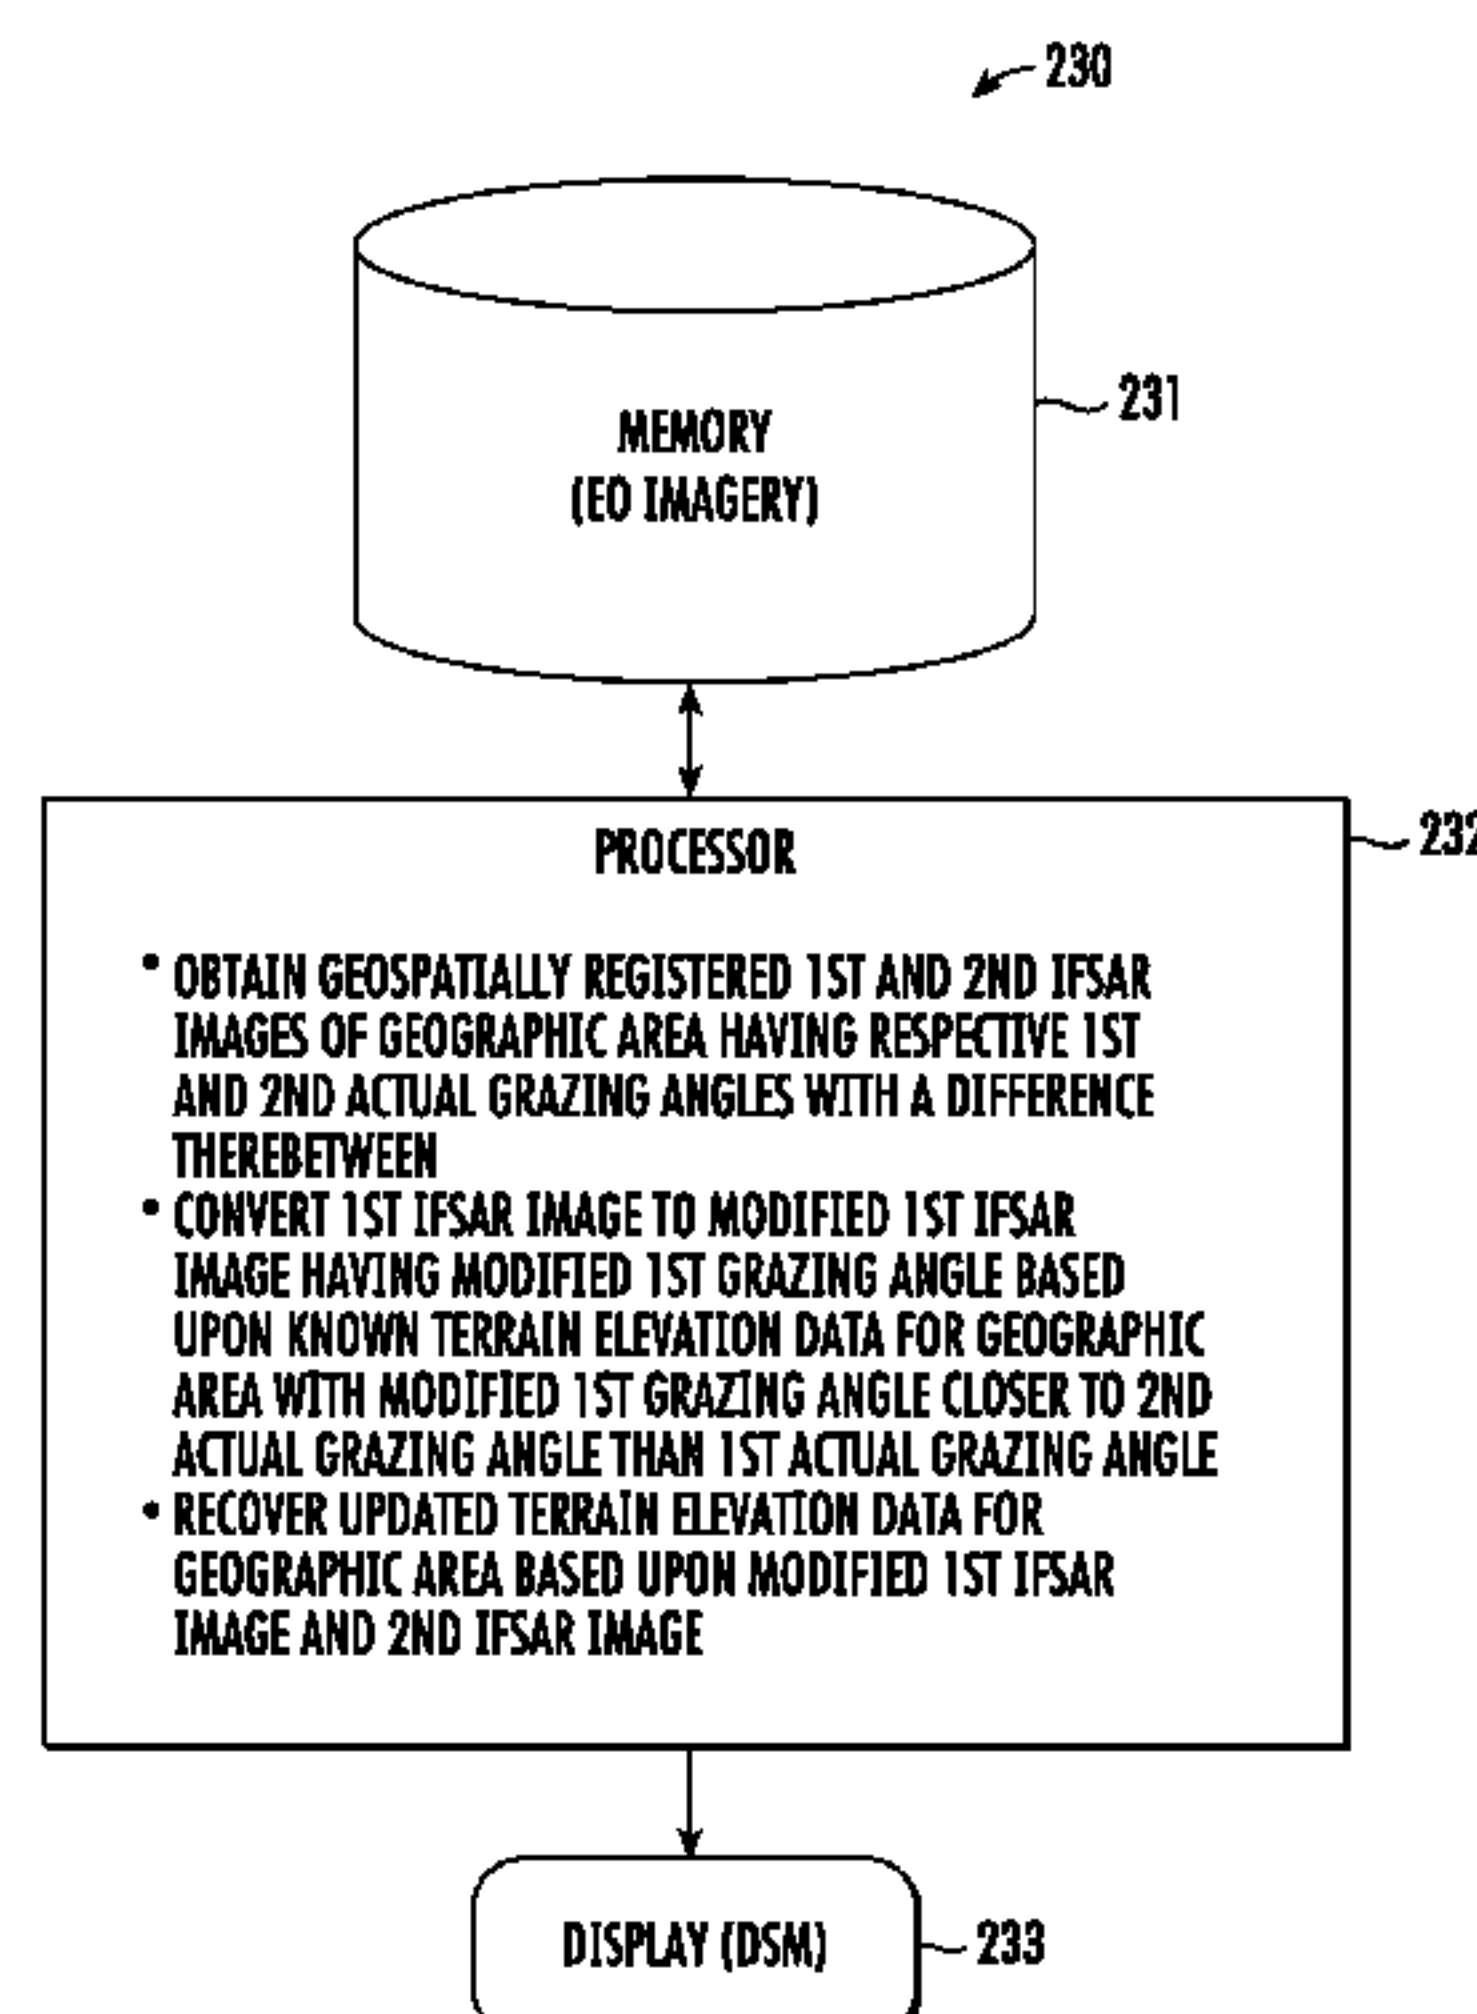 230
MEMORY
(EO IMAGERY)
231
PROCESSOR
232
• OBTAIN GEOSPATIALLY REGISTERED 1ST AND 2ND IFSAR
IMAGES OF GEOGRAPHIC AREA HAVING RESPECTIVE 1ST
AND 2ND ACTUAL GRAZING ANGLES WITH A DIFFERENCE
THEREBETWEEN
• CONVERT 1ST IFSAR IMAGE TO MODIFIED 1ST IFSAR
IMAGE HAVING MODIFIED 1ST GRAZING ANGLE BASED
UPON KNOWN TERRAIN ELEVATION DATA FOR GEOGRAPHIC
AREA WITH MODIFIED 1ST GRAZING ANGLE CLOSER TO 2ND
ACTUAL GRAZING ANGLE THAN 1ST ACTUAL GRAZING ANGLE
• RECOVER UPDATED TERRAIN ELEVATION DATA FOR
GEOGRAPHIC AREA BASED UPON MODIFIED 1ST IFSAR
IMAGE AND 2ND IFSAR IMAGE
DISPLAY (DSM)
233